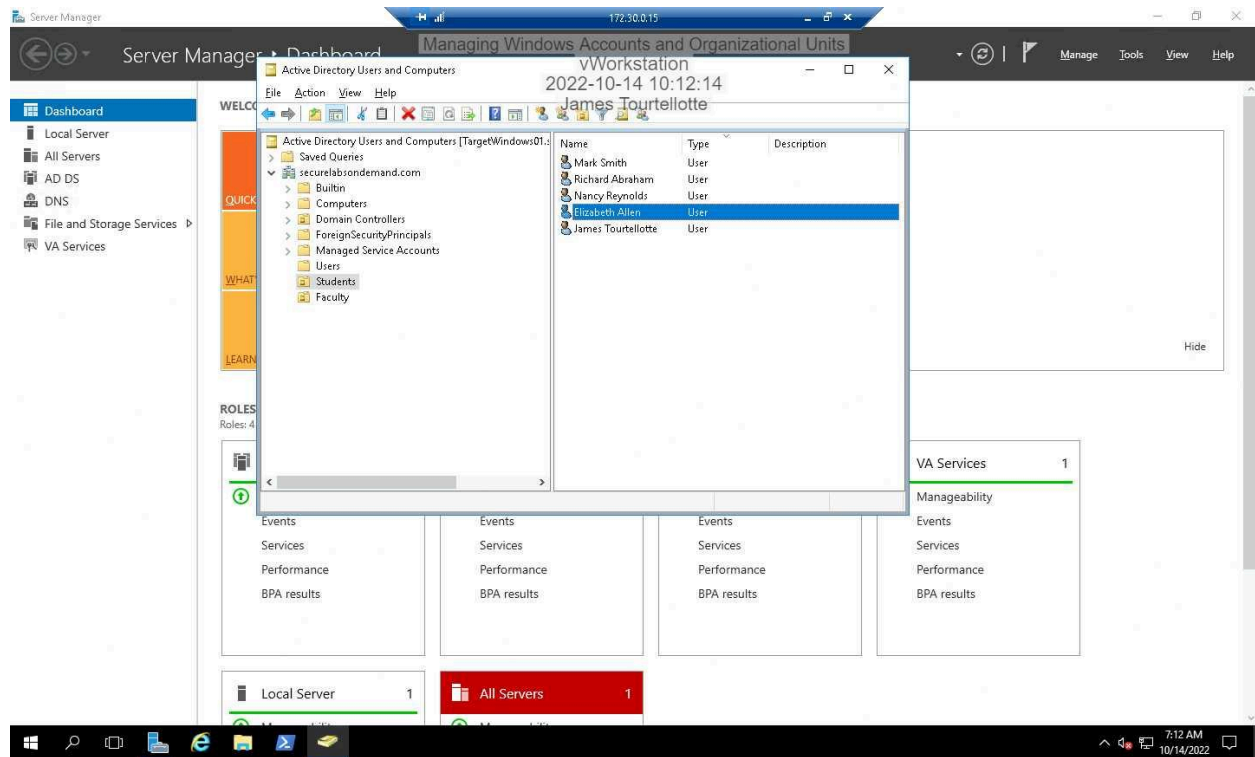 Server Manager
172.30.0.15
Managing Windows Accounts and Organizational Units
vWorkstation
2022-10-14 10:12:14
James Tourtellotte
Server Manager • Dashboard
Manage Tools View Help
Active Directory Users and Computers
File Action View Help
Dashboard
Local Server
All Servers
AD DS
DNS
File and Storage Services
VA Services
WELCO
QUICK
WHAT'
LEARN
Active Directory Users and Computers [TargetWindows01.s
Saved Queries
securelabsondemand.com
Builtin
Computers
Domain Controllers
ForeignSecurityPrincipals
Managed Service Accounts
Users
Students
Faculty
Name Type Description
Mark Smith User
Richard Abraham User
Nancy Reynolds User
Elizabeth Allen User
James Tourtellotte User
Hide
ROLES
Roles: 4
VA Services 1
Manageability
Events Events Events Events
Services Services Services Services
Performance Performance Performance Performance
BPA results BPA results BPA results BPA results
Local Server 1 All Servers 1
7:12 AM
10/14/2022